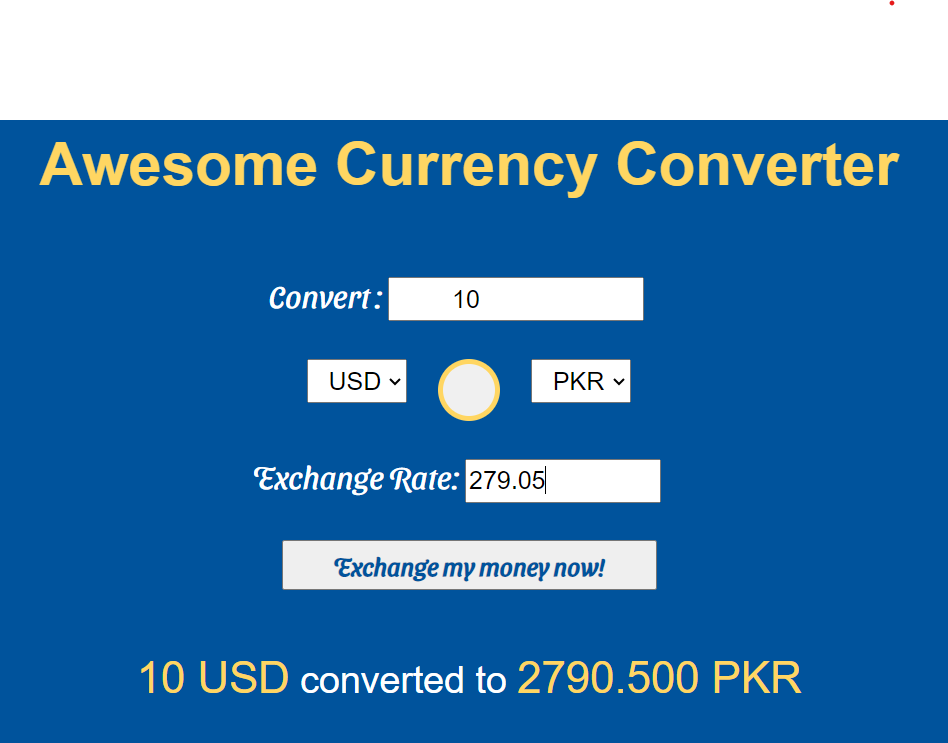 Awesome Currency Converter
Convert: 10
USD PKR
Exchange Rate: 279.05
Exchange my money now!
10 USD converted to 2790.500 PKR